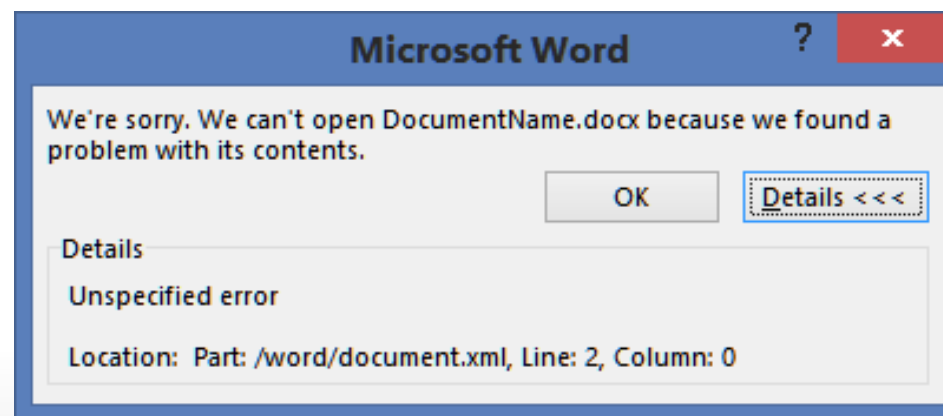 Microsoft Word
?
x
We're sorry. We can't open DocumentName.docx because we found a
problem with its contents.
OK
Details <<<
Details
Unspecified error
Location: Part: /word/document.xml, Line: 2, Column: 0